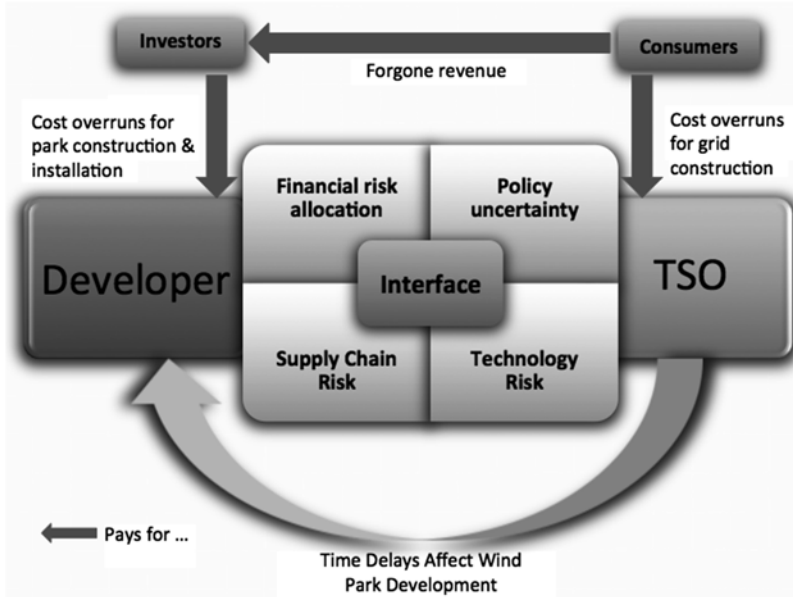 Investors
Consumers
Forgone revenue
Cost overruns for
park construction &
installation
Cost overruns
for grid
construction
Financial risk
allocation
Policy
uncertainty
Developer
Interface
TSO
Supply Chain
Risk
Technology
Risk
Pays for ...
Time Delays Affect Wind
Park Development